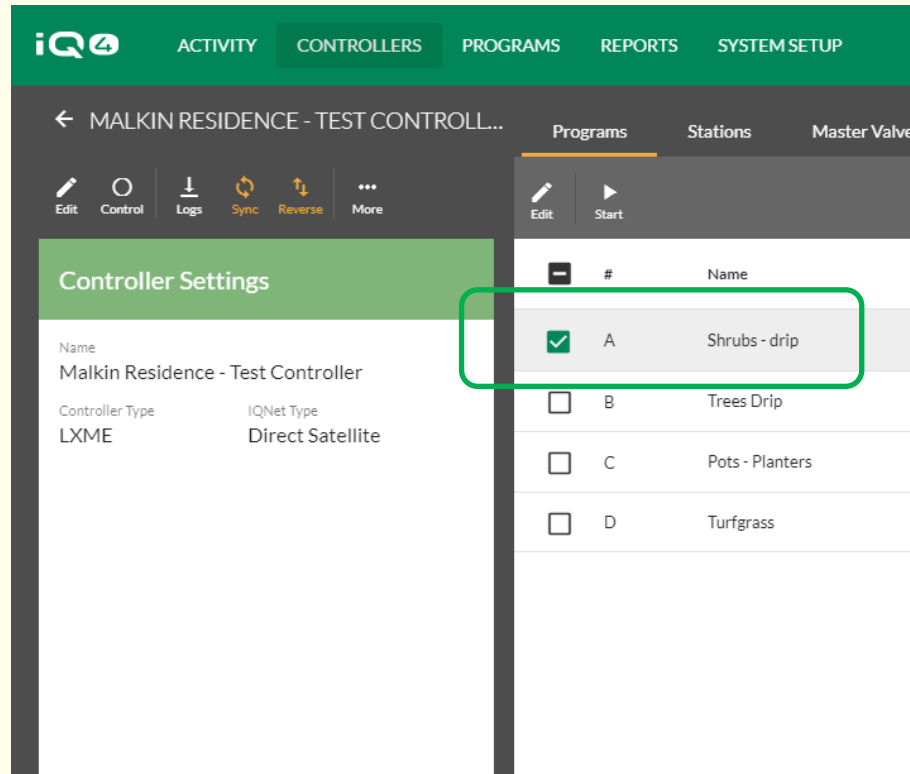 iQ4 ACTIVITY CONTROLLERS PROGRAMS REPORTS SYSTEM SETUP
MALKIN RESIDENCE - TEST CONTROLL...
Edit Control Logs Sync Reverse More
Controller Settings
Name
Malkin Residence - Test Controller
Controller Type IQNet Type
LXME Direct Satellite
Programs Stations Master Valve
Edit Start
# Name
A Shrubs - drip
B Trees Drip
C Pots - Planters
D Turfgrass